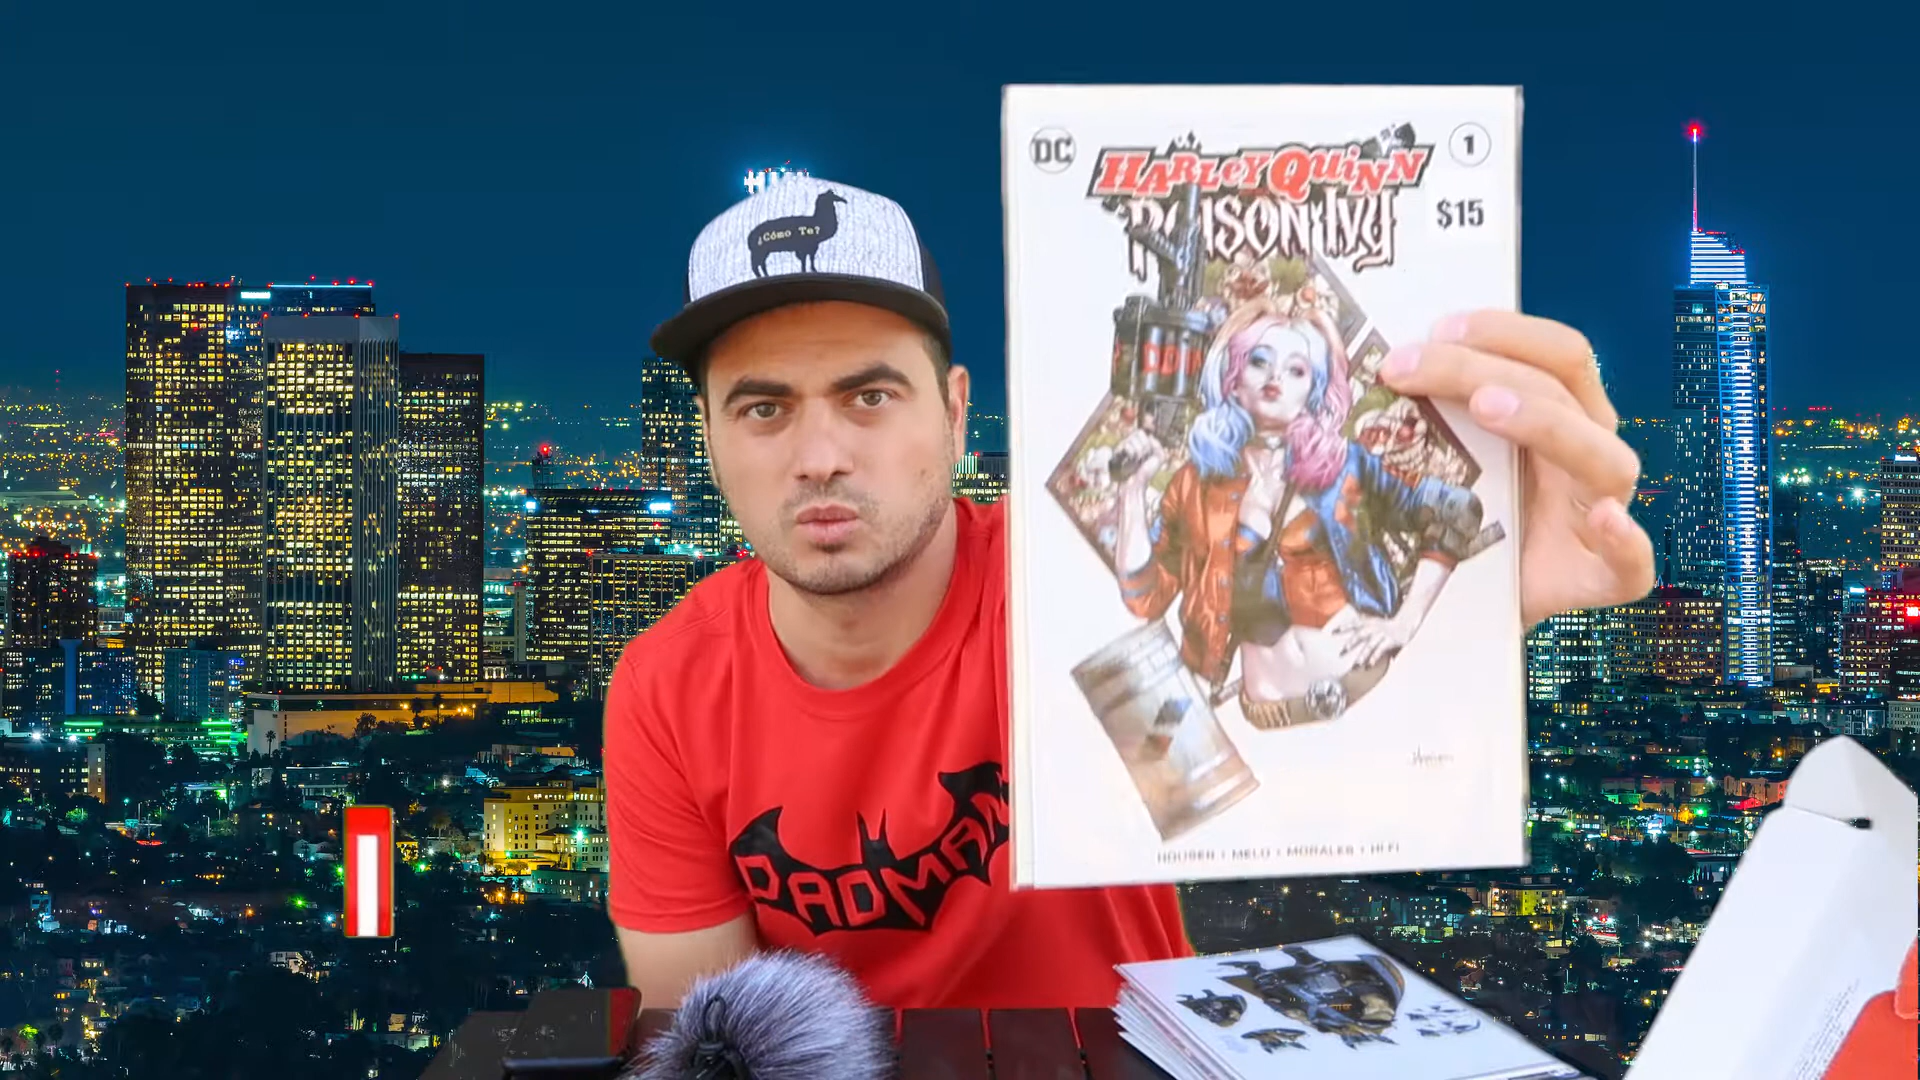 ¿Cómo Te?
DC
HARLEY QUINN
1
POISON IVY
$15
HOUSER • MELO • MORALES • HI-FI
DADMAN